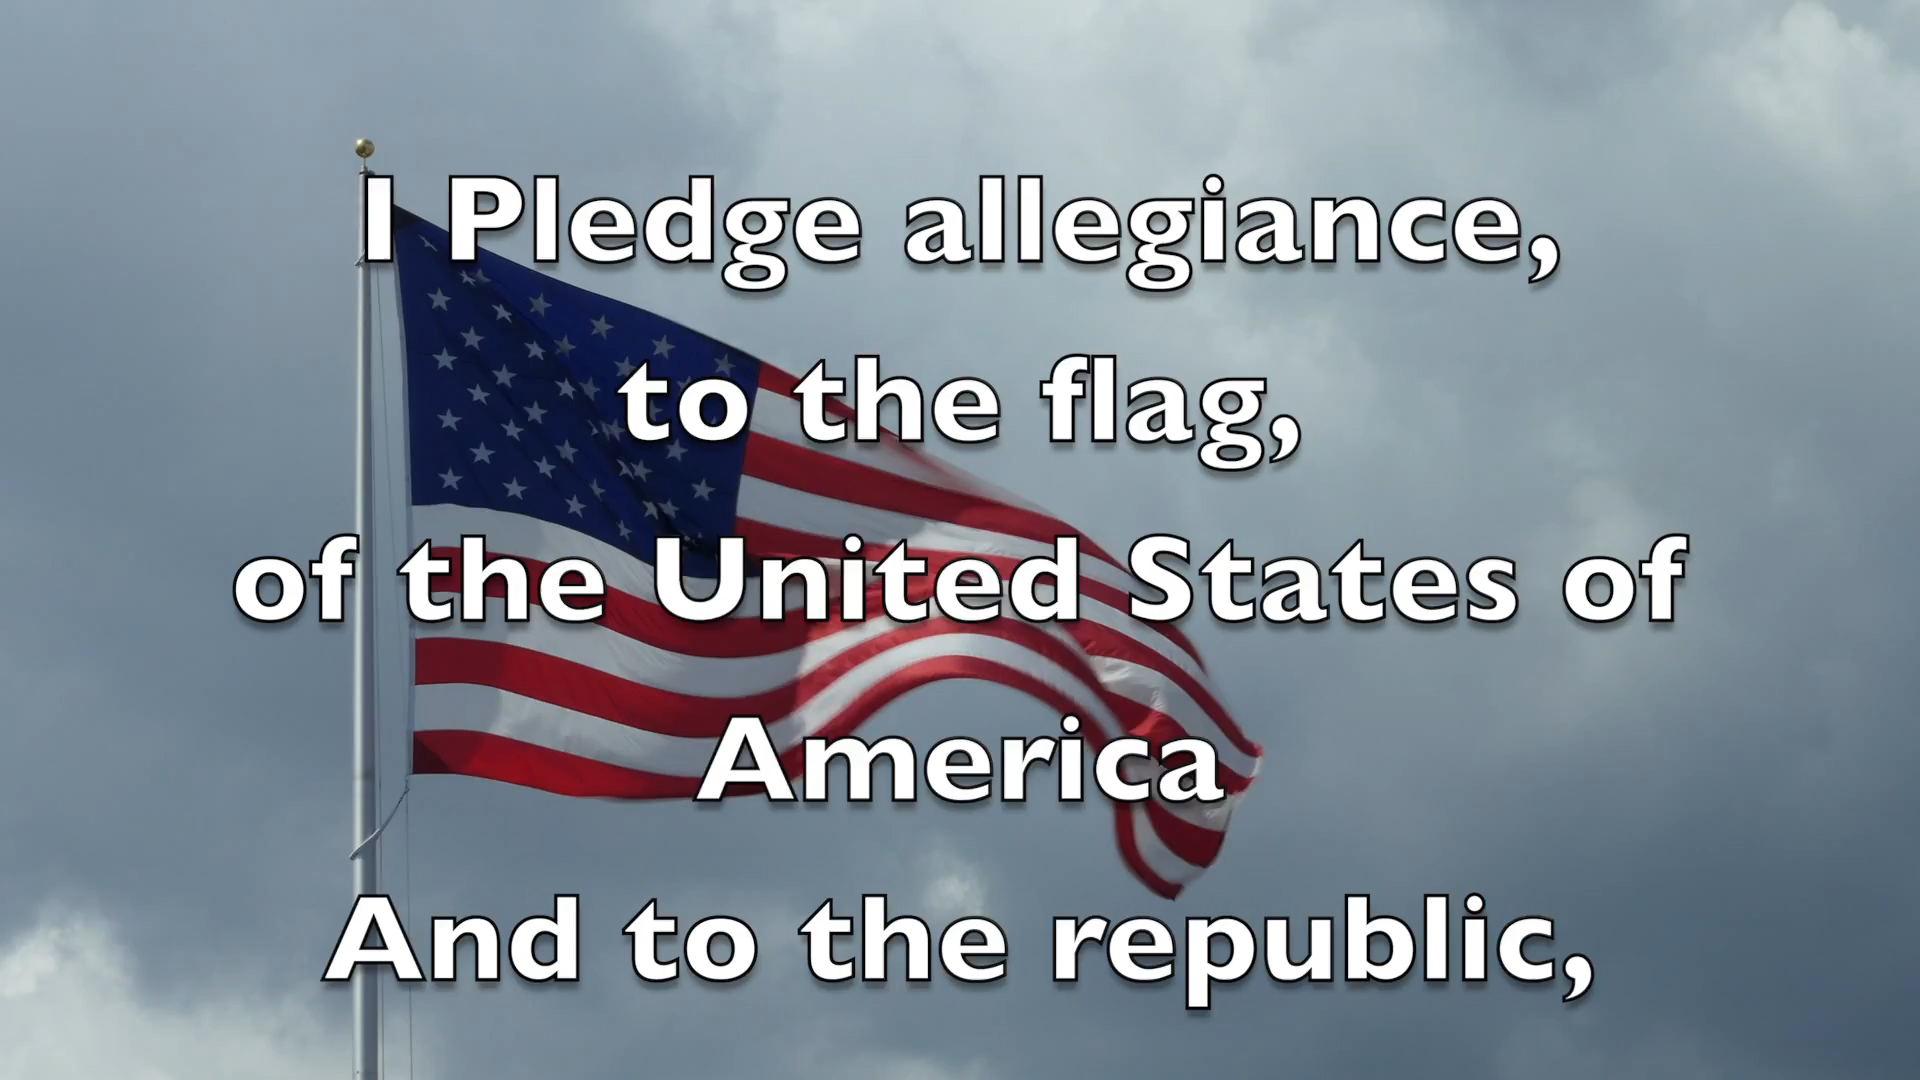 I Pledge allegiance,
to the flag,
of the United States of
America
And to the republic,